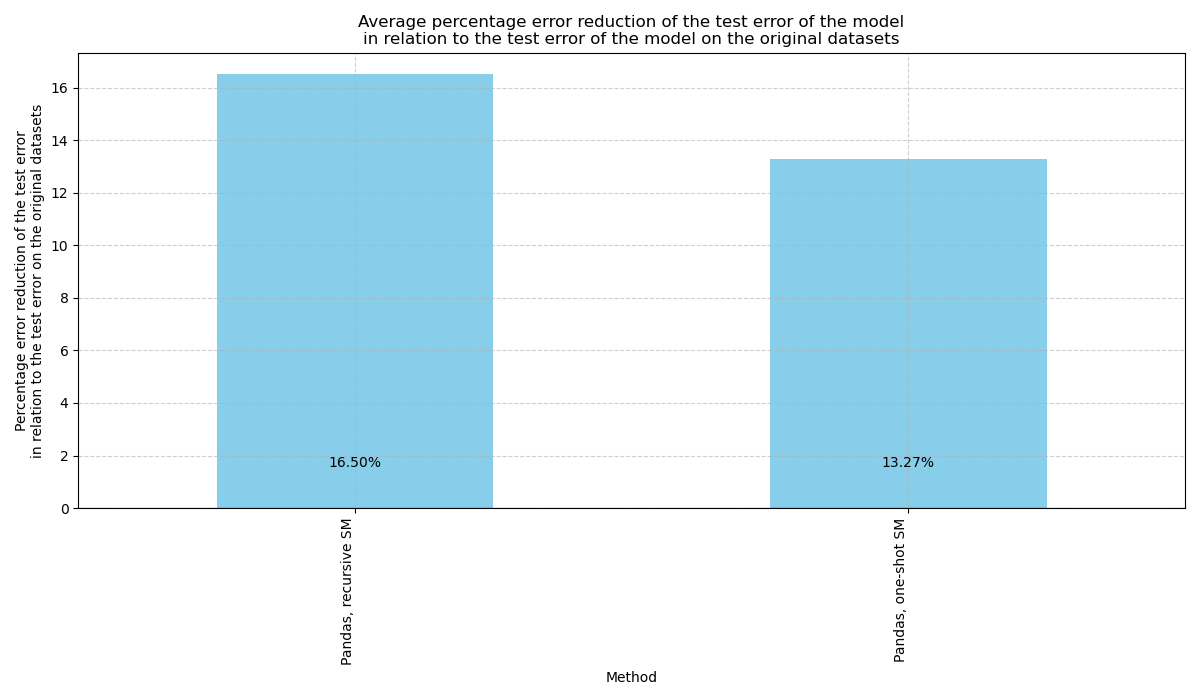 Average percentage error reduction of the test error of the model
in relation to the test error of the model on the original datasets
Percentage error reduction of the test error
in relation to the test error on the original datasets
16
14
12
10
8
6
4
2
0
16.50%
13.27%
Pandas, recursive SM
Pandas, one-shot SM
Method